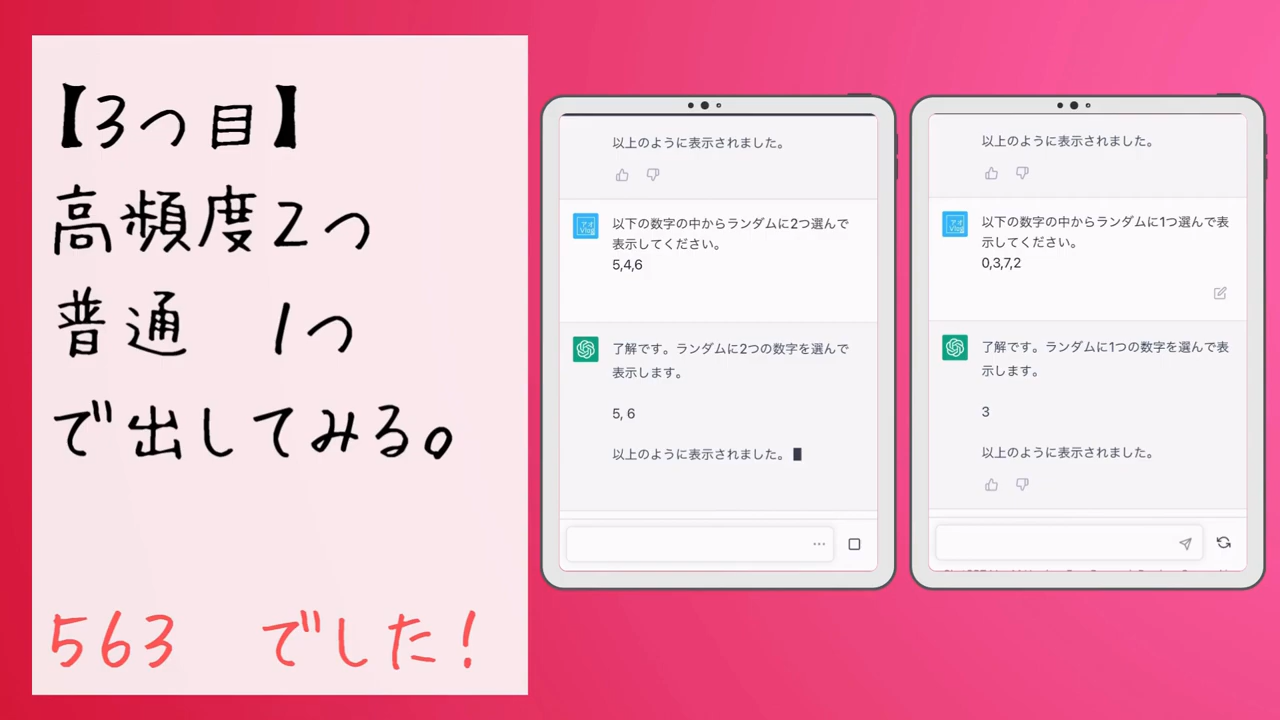 【3つ目】
高頻度2つ
普通　1つ
で出してみる。
563　でした！
以上のように表示されました。
アオ
Vlog
以下の数字の中からランダムに2つ選んで
表示してください。
5,4,6
了解です。ランダムに2つの数字を選んで
表示します。
5, 6
以上のように表示されました。
以上のように表示されました。
アオ
Vlog
以下の数字の中からランダムに1つ選んで表
示してください。
0,3,7,2
了解です。ランダムに1つの数字を選んで表
示します。
3
以上のように表示されました。